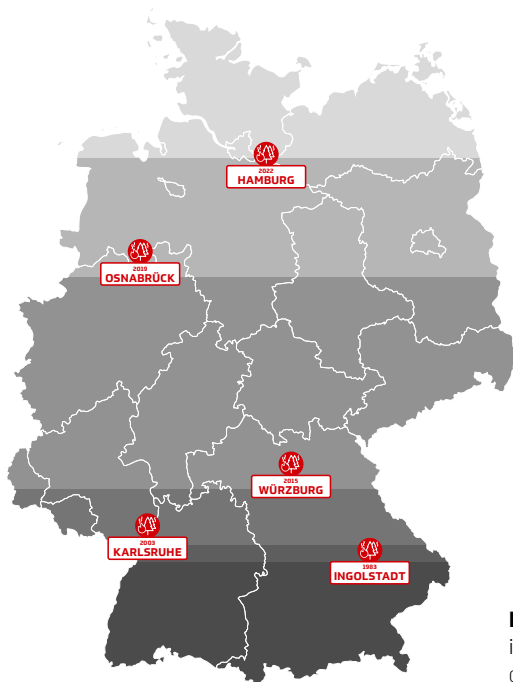 2022
HAMBURG
2019
OSNABRÜCK
2015
WÜRZBURG
2003
KARLSRUHE
1983
INGOLSTADT